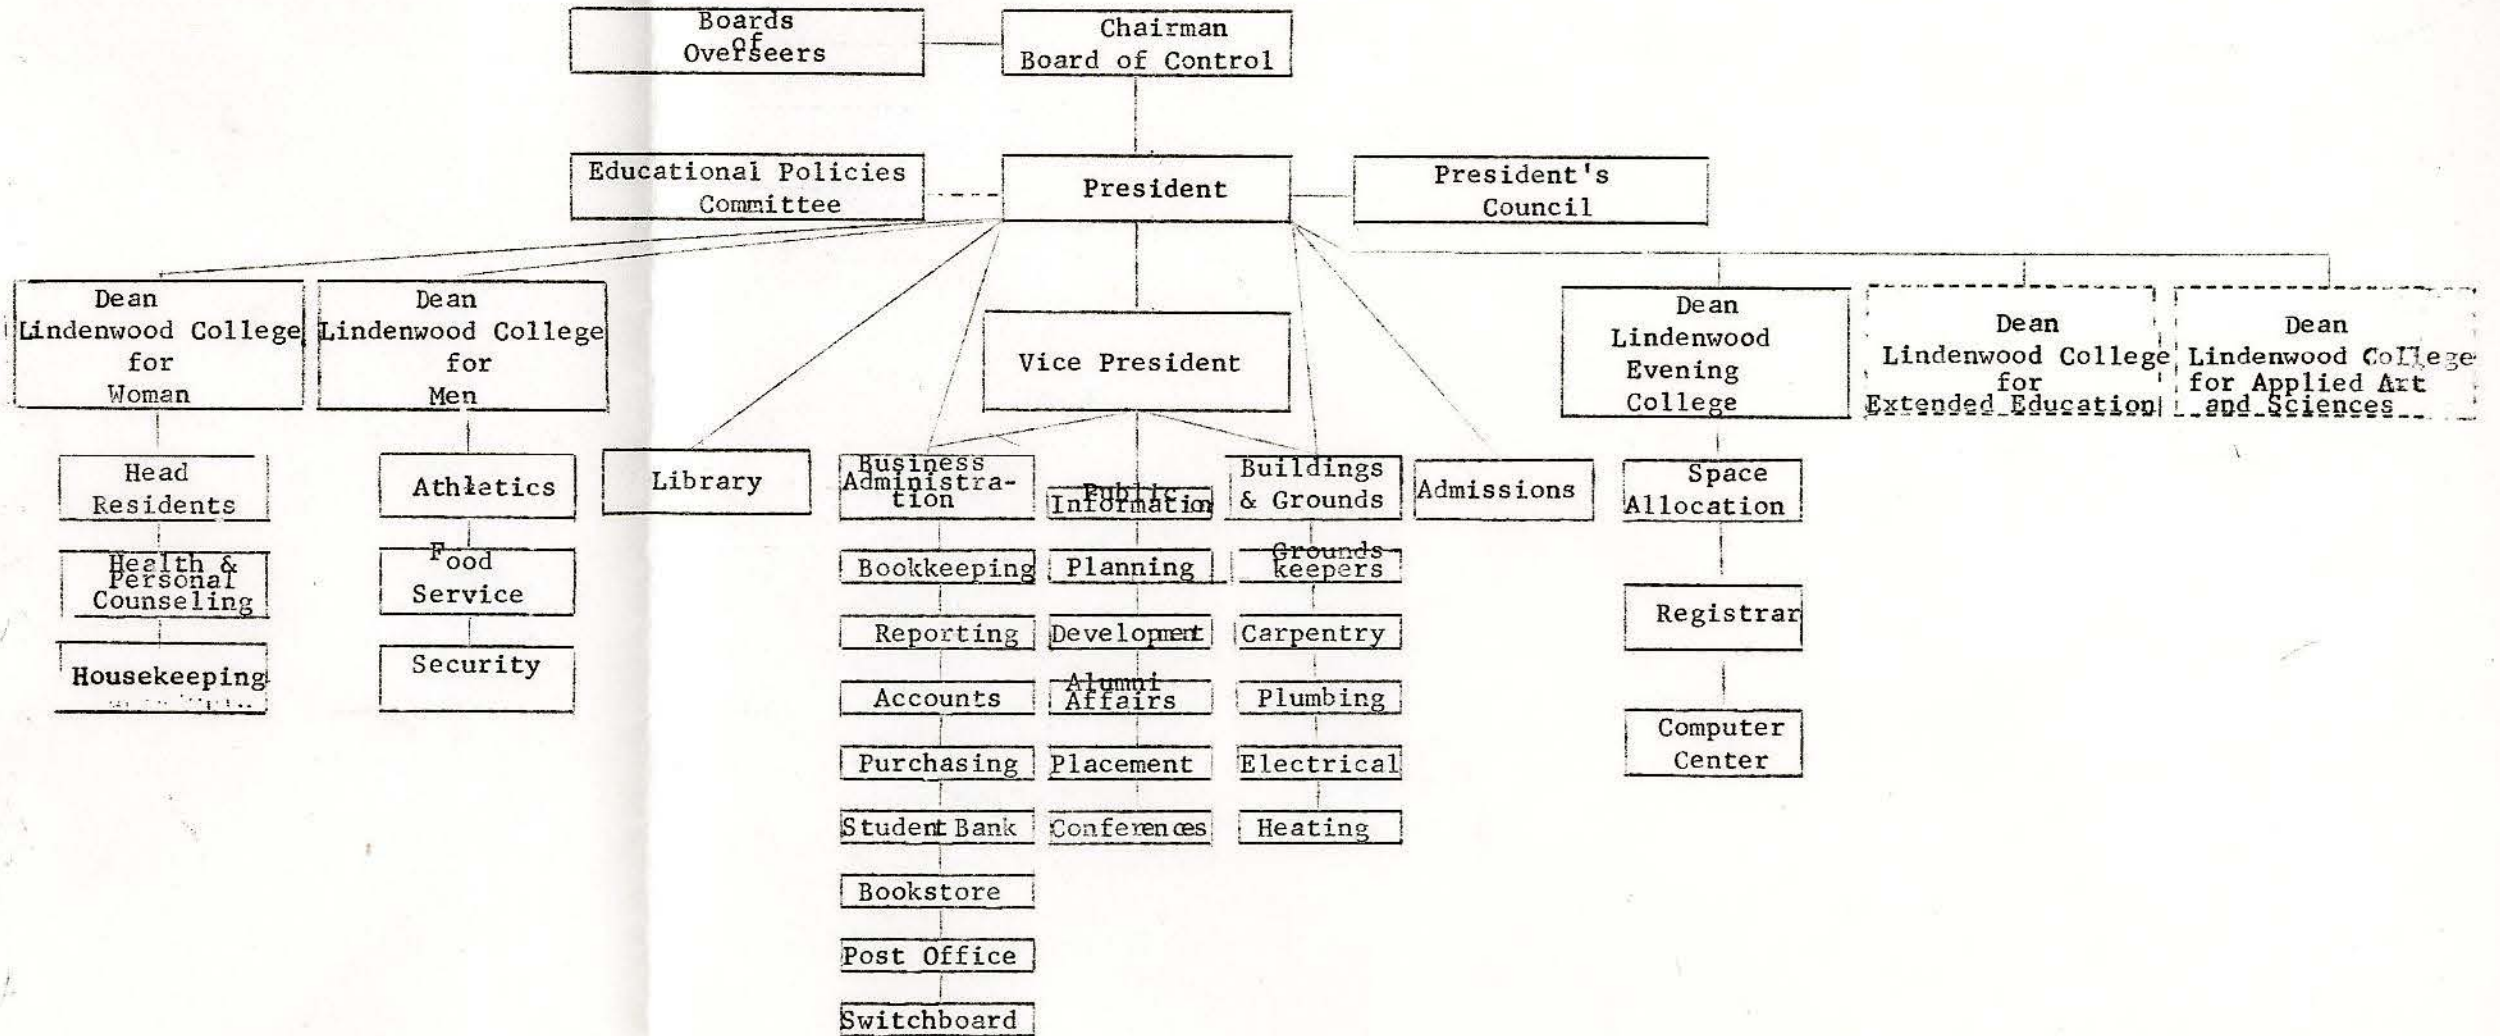 Boards
of
Overseers
Chairman
Board of Control
Educational Policies
Committee
President
President's
Council
Dean
Lindenwood College
for
Woman
Dean
Lindenwood College
for
Men
Vice President
Dean
Lindenwood
Evening
College
Dean
Lindenwood College
for
Extended Education
Dean
Lindenwood College
for Applied Art
and Sciences
Head
Residents
Health &
Personal
Counseling
Housekeeping
Athletics
Food
Service
Security
Library
Business
Administra-
tion
Bookkeeping
Reporting
Accounts
Purchasing
Student Bank
Bookstore
Post Office
Switchboard
Public
Information
Planning
Development
Alumni
Affairs
Placement
Conferences
Buildings
& Grounds
Grounds
keepers
Carpentry
Plumbing
Electrical
Heating
Admissions
Space
Allocation
Registrar
Computer
Center